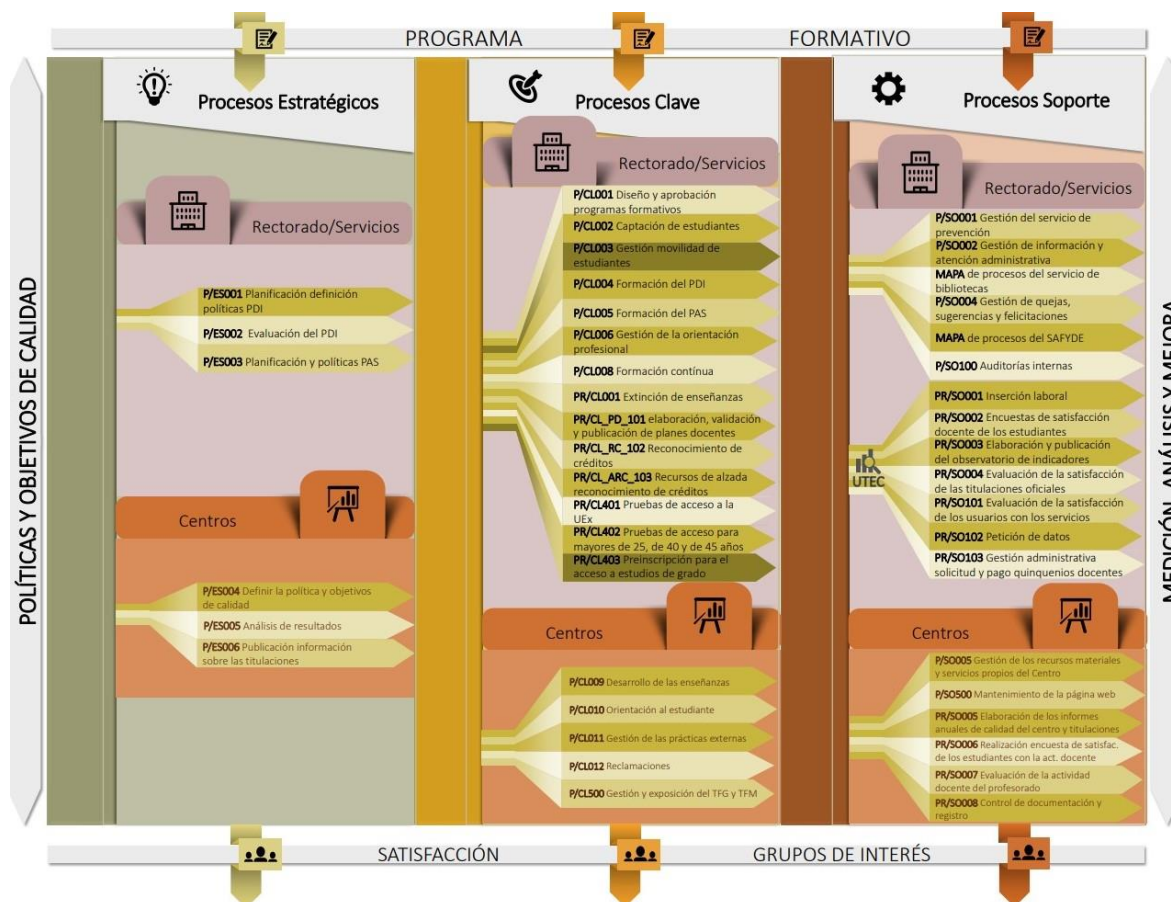 PROGRAMA FORMATIVO
POLÍTICAS Y OBJETIVOS DE CALIDAD
Procesos Estratégicos
Rectorado/Servicios
P/ES001 Planificación definición
políticas PDI
P/ES002 Evaluación del PDI
P/ES003 Planificación y políticas PAS
Centros
P/ES004 Definir la política y objetivos
de calidad
P/ES005 Análisis de resultados
P/ES006 Publicación información
sobre las titulaciones
Procesos Clave
Rectorado/Servicios
P/CL001 Diseño y aprobación
programas formativos
P/CL002 Captación de estudiantes
P/CL003 Gestión movilidad de
estudiantes
P/CL004 Formación del PDI
P/CL005 Formación del PAS
P/CL006 Gestión de la orientación
profesional
P/CL008 Formación contínua
PR/CL001 Extinción de enseñanzas
PR/CL_PD_101 elaboración, validación
y publicación de planes docentes
PR/CL_RC_102 Reconocimiento de
créditos
PR/CL_ARC_103 Recursos de alzada
reconocimiento de créditos
PR/CL401 Pruebas de acceso a la
UEx
PR/CL402 Pruebas de acceso para
mayores de 25, de 40 y de 45 años
PR/CL403 Preinscripción para el
acceso a estudios de grado
Centros
P/CL009 Desarrollo de las enseñanzas
P/CL010 Orientación al estudiante
P/CL011 Gestión de las prácticas externas
P/CL012 Reclamaciones
P/CL500 Gestión y exposición del TFG y TFM
Procesos Soporte
Rectorado/Servicios
P/SO001 Gestión del servicio de
prevención
P/SO002 Gestión de información y
atención administrativa
MAPA de procesos del servicio de
bibliotecas
P/SO004 Gestión de quejas,
sugerencias y felicitaciones
MAPA de procesos del SAFYDE
P/SO100 Auditorías internas
UTEC
PR/SO001 Inserción laboral
PR/SO002 Encuestas de satisfacción
docente de los estudiantes
PR/SO003 Elaboración y publicación
del observatorio de indicadores
PR/SO004 Evaluación de la satisfacción
de las titulaciones oficiales
PR/SO101 Evaluación de la satisfacción
de los usuarios con los servicios
PR/SO102 Petición de datos
PR/SO103 Gestión administrativa
solicitud y pago quinquenios docentes
Centros
P/SO005 Gestión de los recursos materiales
y servicios propios del Centro
P/SO500 Mantenimiento de la página web
PR/SO005 Elaboración de los informes
anuales de calidad del centro y titulaciones
PR/SO006 Realización encuesta de satisfac.
de los estudiantes con la act. docente
PR/SO007 Evaluación de la actividad
docente del profesorado
PR/SO008 Control de documentación y
registro
MEDICIÓN, ANÁLISIS Y MEJORA
SATISFACCIÓN GRUPOS DE INTERÉS